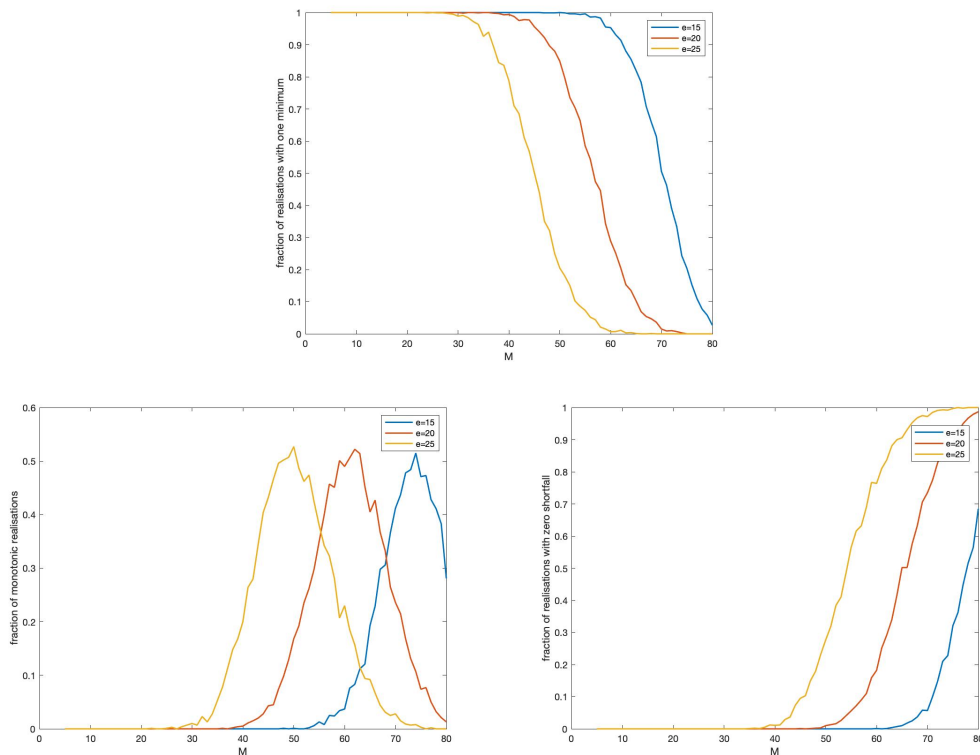 fraction of realisations with one minimum
1
0.9
0.8
0.7
0.6
0.5
0.4
0.3
0.2
0.1
0
0 10 20 30 40 50 60 70 80
M
e=15
e=20
e=25
fraction of monotonic realisations
0.6
0.5
0.4
0.3
0.2
0.1
0
0 10 20 30 40 50 60 70 80
M
e=15
e=20
e=25
fraction of realisations with zero shortfall
1
0.9
0.8
0.7
0.6
0.5
0.4
0.3
0.2
0.1
0
0 10 20 30 40 50 60 70 80
M
e=15
e=20
e=25